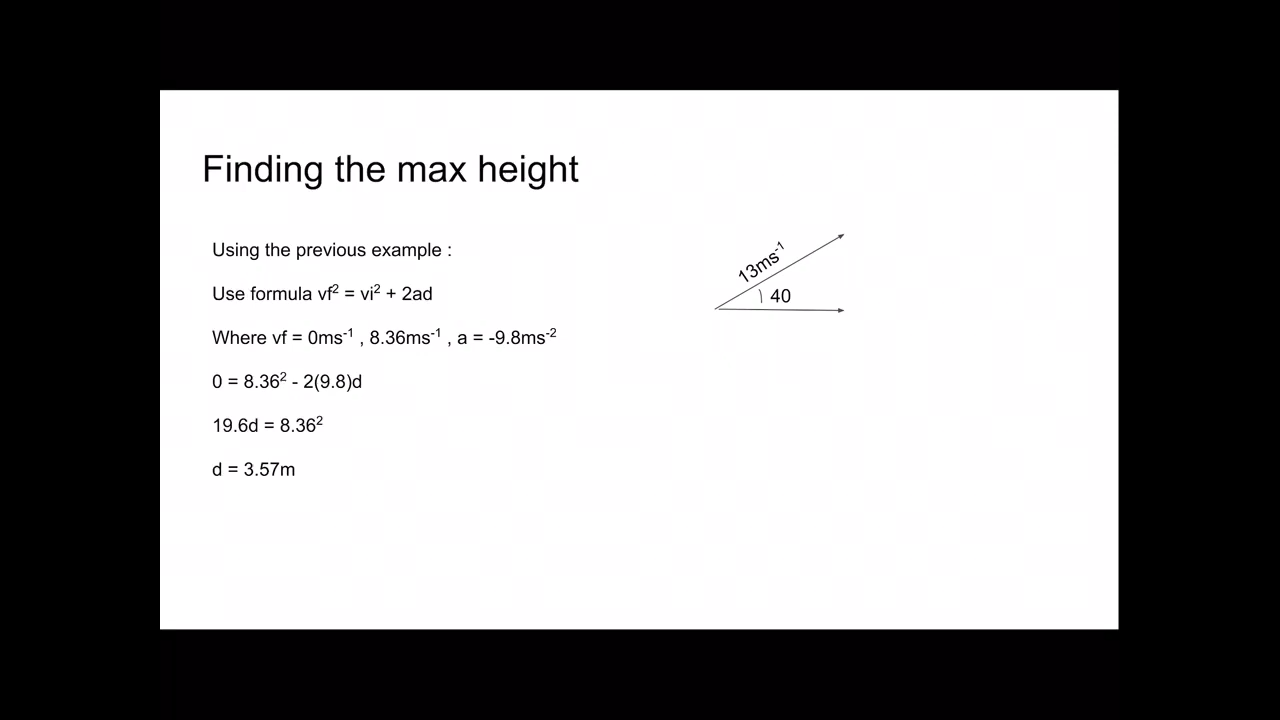 Finding the max height
Using the previous example :
Use formula vf² = vi² + 2ad
Where vf = 0ms⁻¹ , 8.36ms⁻¹ , a = -9.8ms⁻²
0 = 8.36² - 2(9.8)d
19.6d = 8.36²
d = 3.57m
13ms⁻¹
40